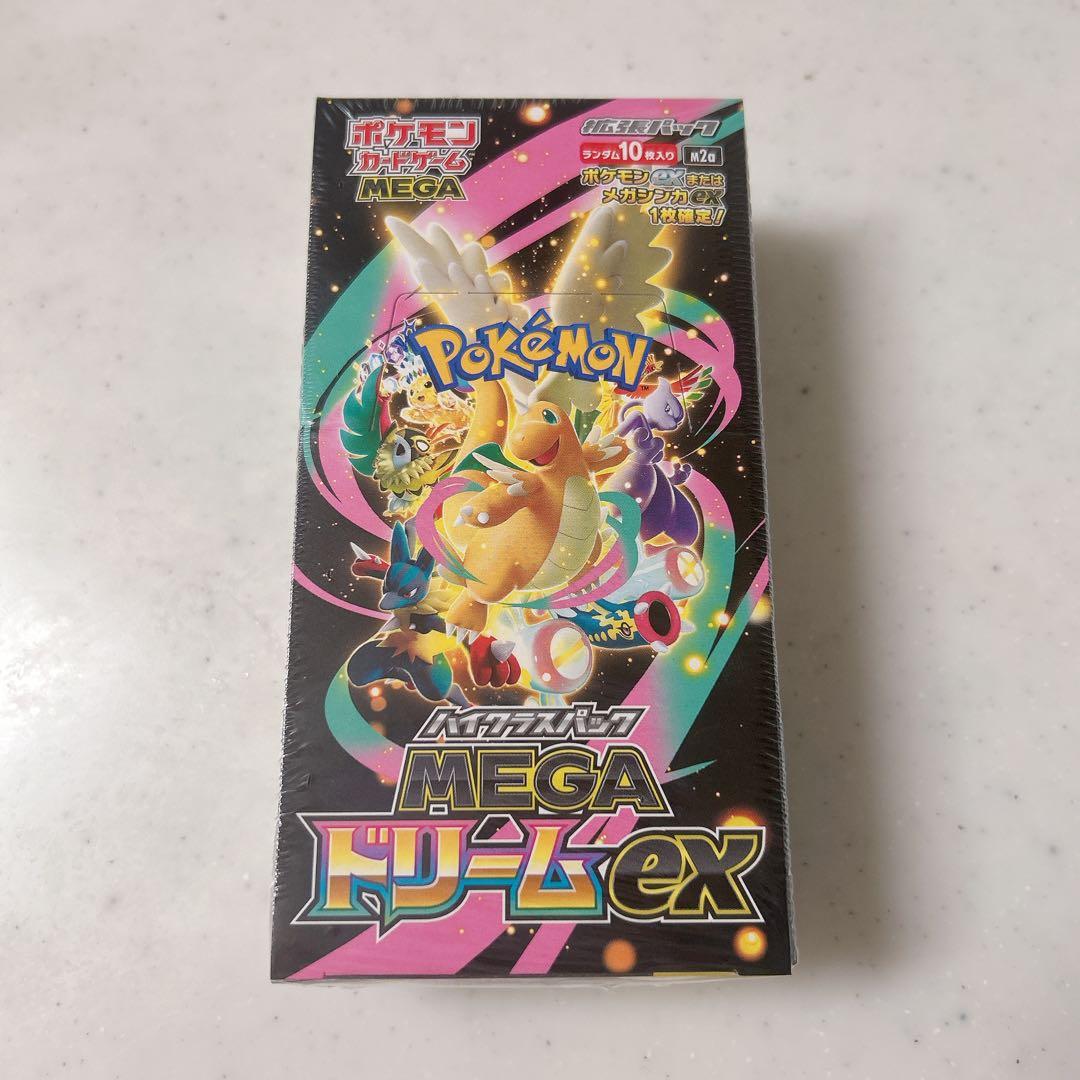 ポケモン
カードゲーム
MEGA
拡張パック
ランダム10枚入り M2a
ポケモンexまたは
メガシンカex
1枚確定!
POKéMON
TM
ハイクラスパック
MEGA
ドリームex